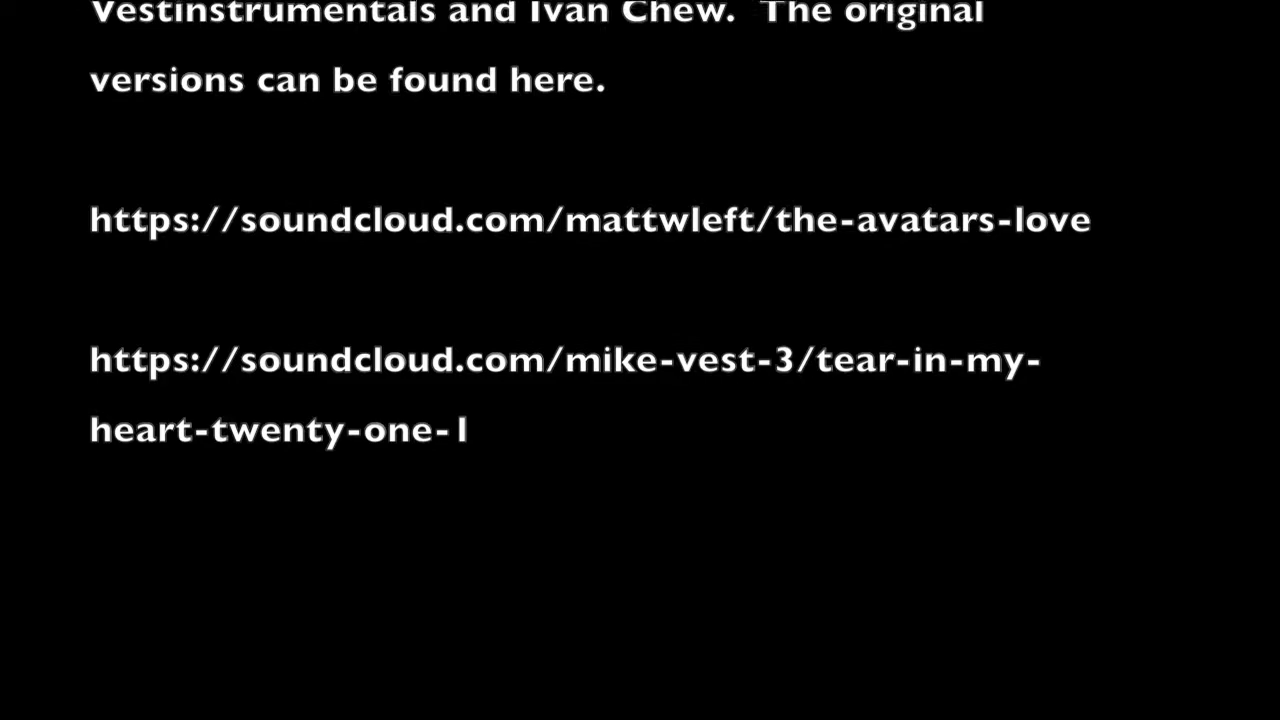 Vestinstrumentals and Ivan Chew.  The original
versions can be found here.
https://soundcloud.com/mattwleft/the-avatars-love
https://soundcloud.com/mike-vest-3/tear-in-my-
heart-twenty-one-1